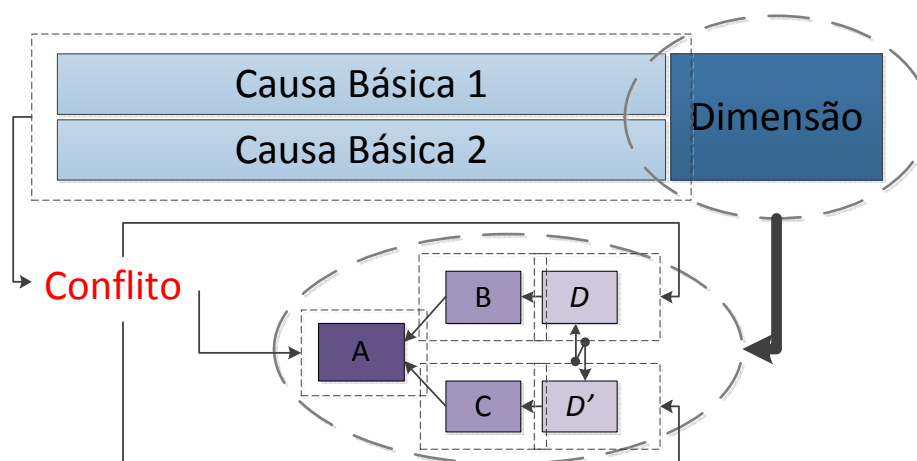 Causa Básica 1
Dimensão
Causa Básica 2
Conflito
B
D
A
C
D’